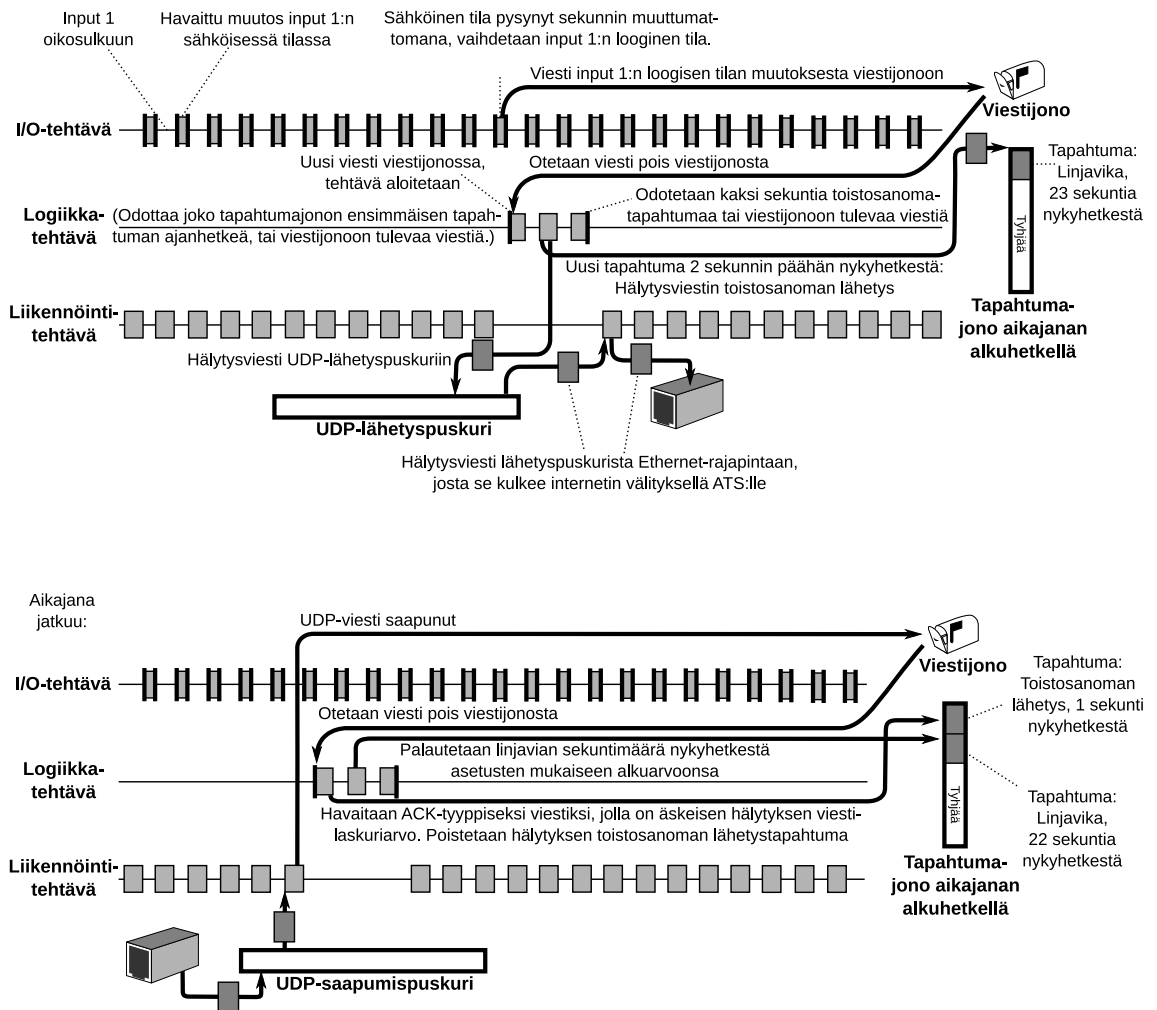 Input 1
oikosulkuun
Havaittu muutos input 1:n
sähköisessä tilassa
Sähköinen tila pysynyt sekunnin muuttumat-
tomana, vaihdetaan input 1:n looginen tila.
Viesti input 1:n loogisen tilan muutoksesta viestijonoon
Viestijono
I/O-tehtävä
Uusi viesti viestijonossa,
tehtävä aloitetaan
Otetaan viesti pois viestijonosta
Tapahtuma:
Linjavika,
23 sekuntia
nykyhetkestä
Odotetaan kaksi sekuntia toistosanoma-
tapahtumaa tai viestijonoon tulevaa viestiä
Logiikka-
tehtävä
(Odottaa joko tapahtumajonon ensimmäisen tapah-
tuman ajanhetkeä, tai viestijonoon tulevaa viestiä.)
Tyhjää
Uusi tapahtuma 2 sekunnin päähän nykyhetkestä:
Hälytysviestin toistosanoman lähetys
Liikennöinti-
tehtävä
Tapahtuma-
jono aikajanan
alkuhetkellä
Hälytysviesti UDP-lähetyspuskuriin
UDP-lähetyspuskuri
Hälytysviesti lähetyspuskurista Ethernet-rajapintaan,
josta se kulkee internetin välityksellä ATS:lle
Aikajana
jatkuu:
UDP-viesti saapunut
Viestijono
I/O-tehtävä
Tapahtuma:
Toistosanoman
lähetys, 1 sekunti
nykyhetkestä
Otetaan viesti pois viestijonosta
Palautetaan linjavian sekuntimäärä nykyhetkestä
asetusten mukaiseen alkuarvoonsa
Logiikka-
tehtävä
Tyhjää
Havaitaan ACK-tyyppiseksi viestiksi, jolla on äskeisen hälytyksen viesti-
laskuriarvo. Poistetaan hälytyksen toistosanoman lähetystapahtuma
Tapahtuma:
Linjavika,
22 sekuntia
nykyhetkestä
Liikennöinti-
tehtävä
Tapahtuma-
jono aikajanan
alkuhetkellä
UDP-saapumispuskuri